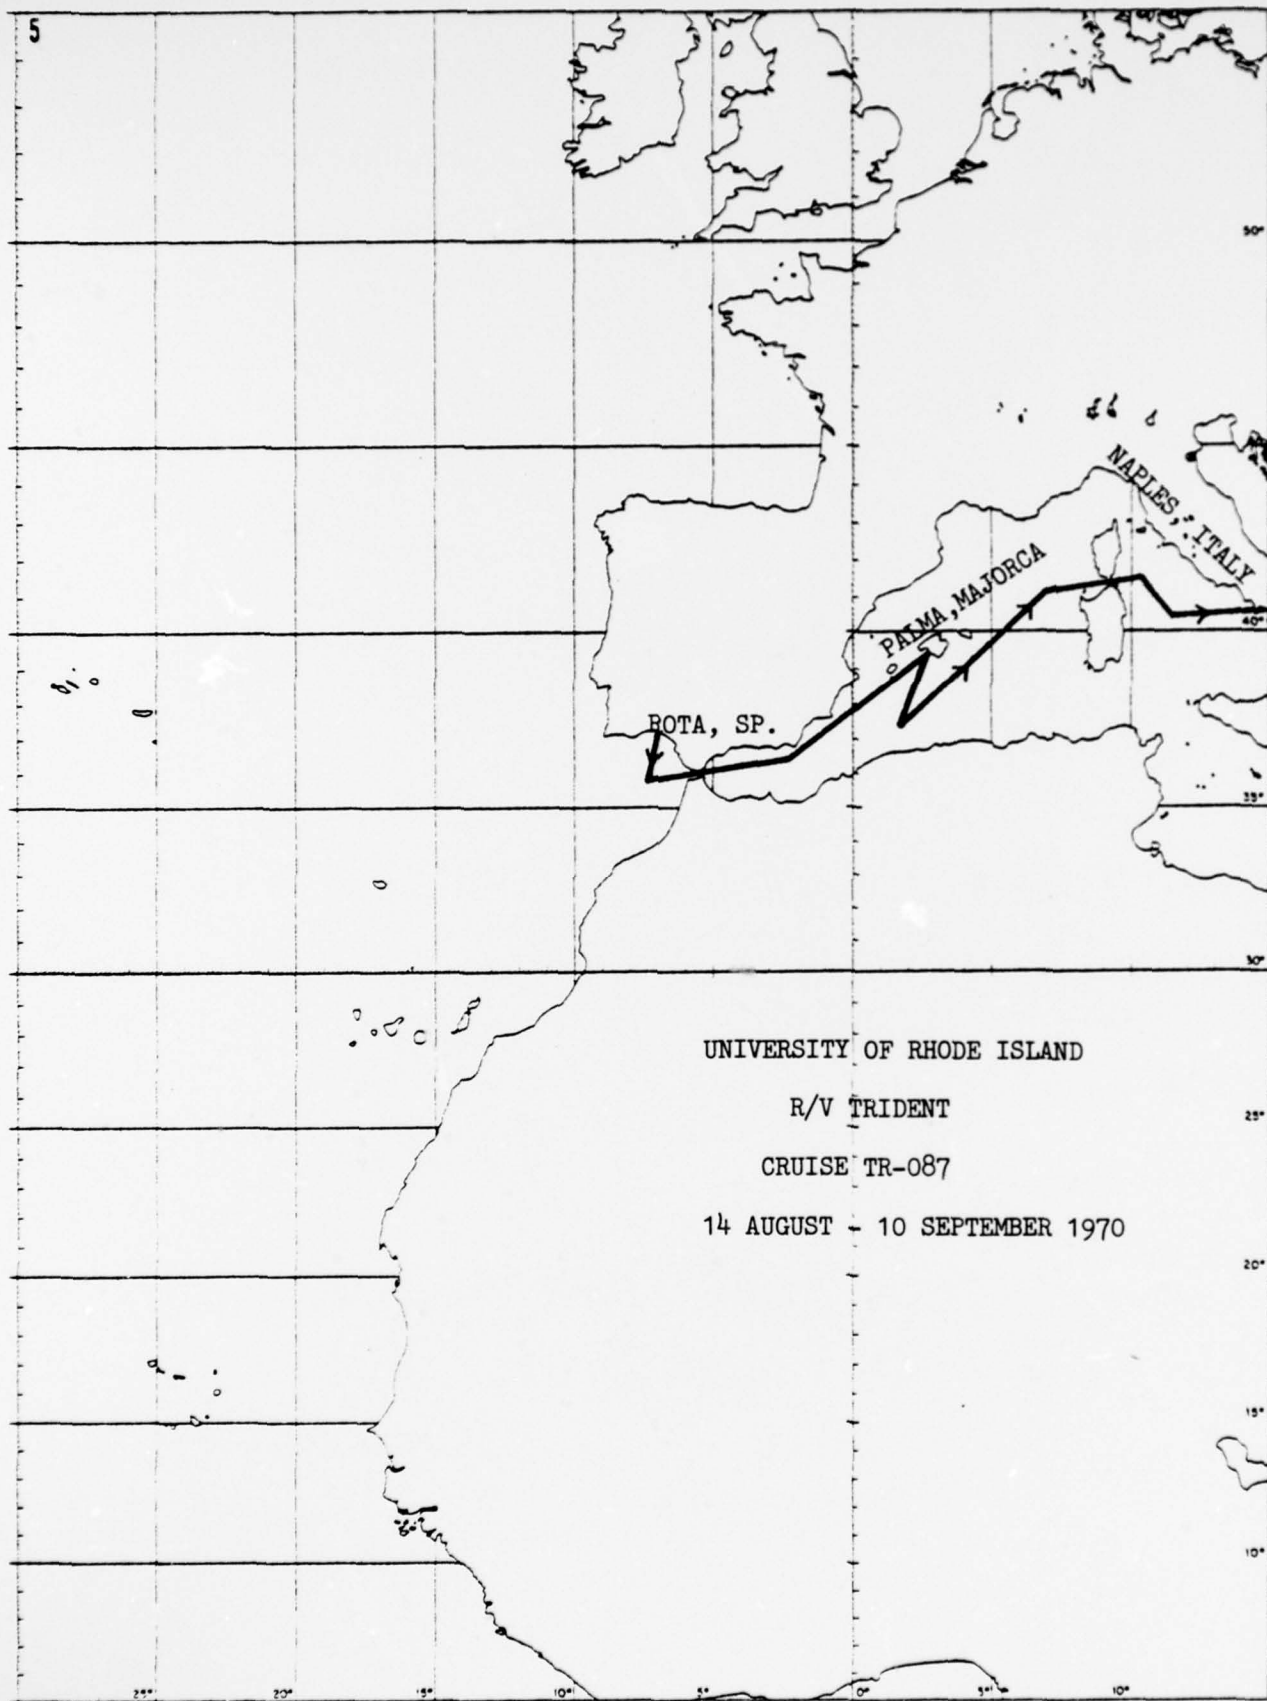 5
50°
NAPLES, ITALY
PALMA, MAJORCA
40°
ROTA, SP.
35°
30°
UNIVERSITY OF RHODE ISLAND
R/V TRIDENT
25°
CRUISE TR-087
14 AUGUST - 10 SEPTEMBER 1970
20°
15°
10°
25° 20° 15° 10° 5° 0° 5° 10°